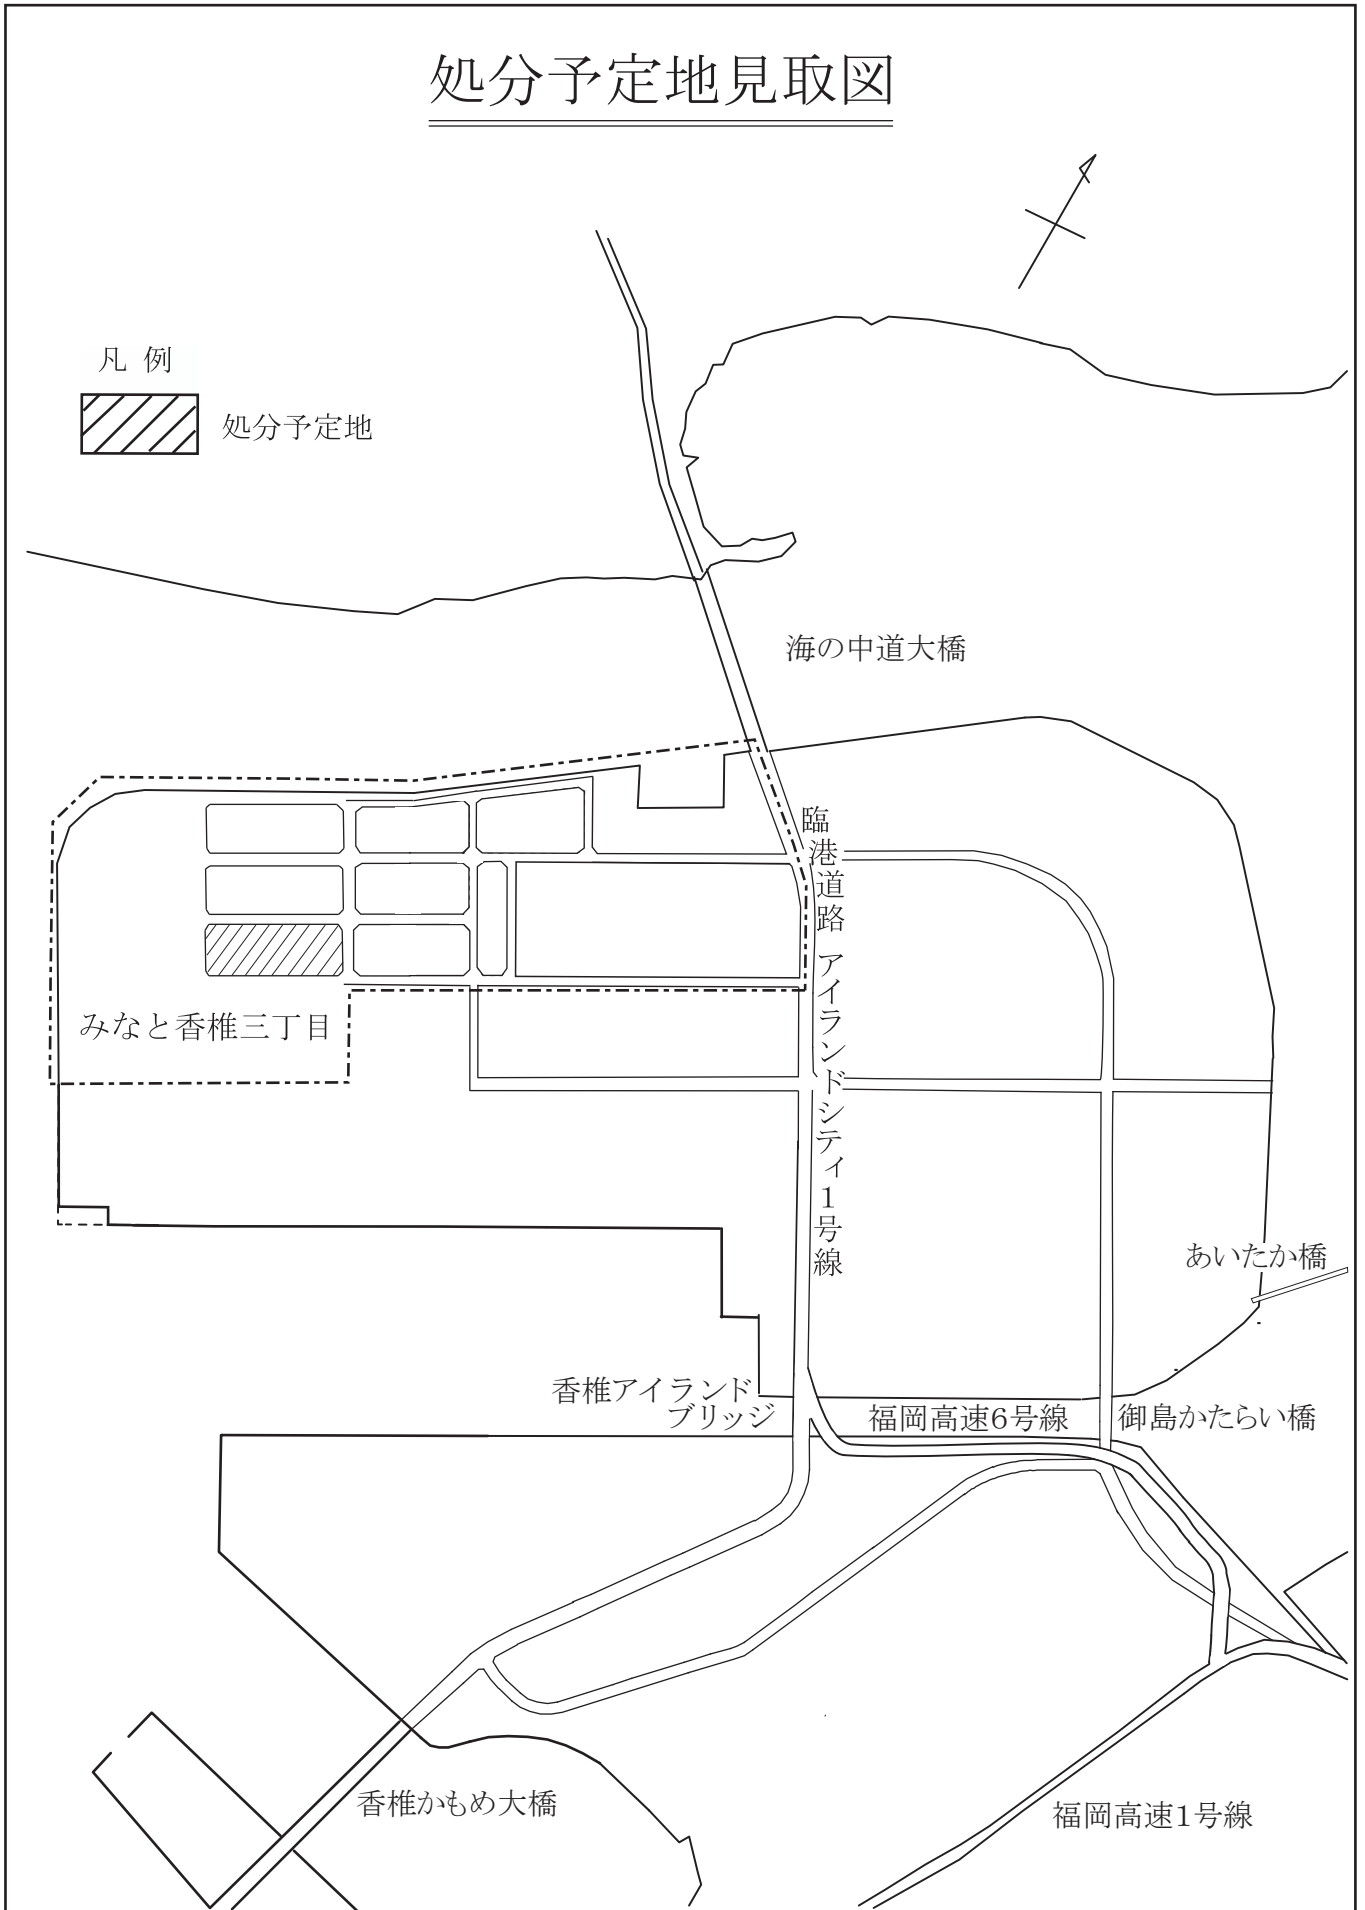 処分予定地見取図
凡 例
処分予定地
海の中道大橋
臨港道路 アイランドシティ1号線
みなと香椎三丁目
あいたか橋
香椎アイランド
ブリッジ
福岡高速6号線
御島かたらい橋
香椎かもめ大橋
福岡高速1号線